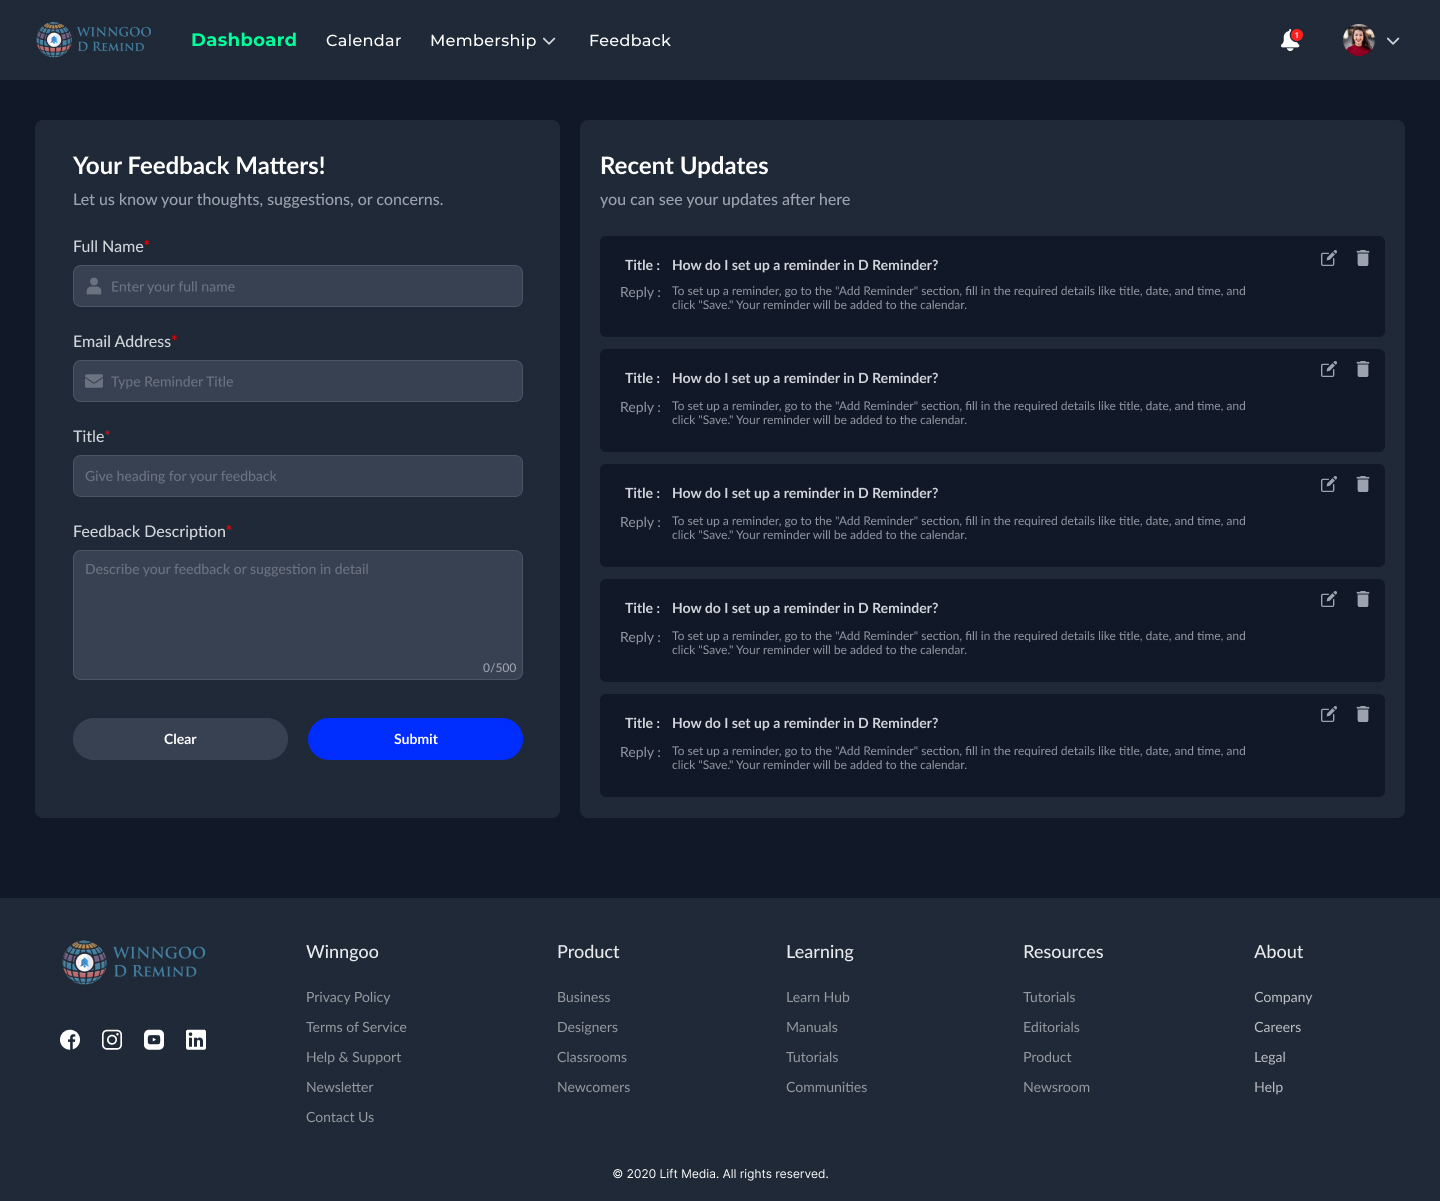 WINNGOO
D REMIND
Dashboard
Calendar
Membership
Feedback
1
Your Feedback Matters!
Let us know your thoughts, suggestions, or concerns.
Full Name*
Enter your full name
Email Address*
Type Reminder Title
Title*
Give heading for your feedback
Feedback Description*
Describe your feedback or suggestion in detail
0/500
Clear
Submit
Recent Updates
you can see your updates after here
Title : How do I set up a reminder in D Reminder?
Reply : To set up a reminder, go to the "Add Reminder" section, fill in the required details like title, date, and time, and
click "Save." Your reminder will be added to the calendar.
Title : How do I set up a reminder in D Reminder?
Reply : To set up a reminder, go to the "Add Reminder" section, fill in the required details like title, date, and time, and
click "Save." Your reminder will be added to the calendar.
Title : How do I set up a reminder in D Reminder?
Reply : To set up a reminder, go to the "Add Reminder" section, fill in the required details like title, date, and time, and
click "Save." Your reminder will be added to the calendar.
Title : How do I set up a reminder in D Reminder?
Reply : To set up a reminder, go to the "Add Reminder" section, fill in the required details like title, date, and time, and
click "Save." Your reminder will be added to the calendar.
Title : How do I set up a reminder in D Reminder?
Reply : To set up a reminder, go to the "Add Reminder" section, fill in the required details like title, date, and time, and
click "Save." Your reminder will be added to the calendar.
WINNGOO
D REMIND
Winngoo
Privacy Policy
Terms of Service
Help & Support
Newsletter
Contact Us
Product
Business
Designers
Classrooms
Newcomers
Learning
Learn Hub
Manuals
Tutorials
Communities
Resources
Tutorials
Editorials
Product
Newsroom
About
Company
Careers
Legal
Help
© 2020 Lift Media. All rights reserved.